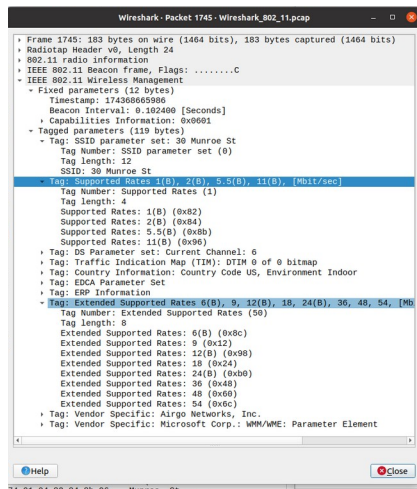 Wireshark · Packet 1745 · Wireshark_802_11.pcap
Frame 1745: 183 bytes on wire (1464 bits), 183 bytes captured (1464 bits)
Radiotap Header v0, Length 24
802.11 radio information
IEEE 802.11 Beacon frame, Flags: ........C
IEEE 802.11 Wireless Management
Fixed parameters (12 bytes)
Timestamp: 174368665986
Beacon Interval: 0.102400 [Seconds]
Capabilities Information: 0x0601
Tagged parameters (119 bytes)
Tag: SSID parameter set: 30 Munroe St
Tag Number: SSID parameter set (0)
Tag length: 12
SSID: 30 Munroe St
Tag: Supported Rates 1(B), 2(B), 5.5(B), 11(B), [Mbit/sec]
Tag Number: Supported Rates (1)
Tag length: 4
Supported Rates: 1(B) (0x82)
Supported Rates: 2(B) (0x84)
Supported Rates: 5.5(B) (0x8b)
Supported Rates: 11(B) (0x96)
Tag: DS Parameter set: Current Channel: 6
Tag: Traffic Indication Map (TIM): DTIM 0 of 0 bitmap
Tag: Country Information: Country Code US, Environment Indoor
Tag: EDCA Parameter Set
Tag: ERP Information
Tag: Extended Supported Rates 6(B), 9, 12(B), 18, 24(B), 36, 48, 54, [Mb
Tag Number: Extended Supported Rates (50)
Tag length: 8
Extended Supported Rates: 6(B) (0x8c)
Extended Supported Rates: 9 (0x12)
Extended Supported Rates: 12(B) (0x98)
Extended Supported Rates: 18 (0x24)
Extended Supported Rates: 24(B) (0xb0)
Extended Supported Rates: 36 (0x48)
Extended Supported Rates: 48 (0x60)
Extended Supported Rates: 54 (0x6c)
Tag: Vendor Specific: Airgo Networks, Inc.
Tag: Vendor Specific: Microsoft Corp.: WMM/WME: Parameter Element
Help
Close